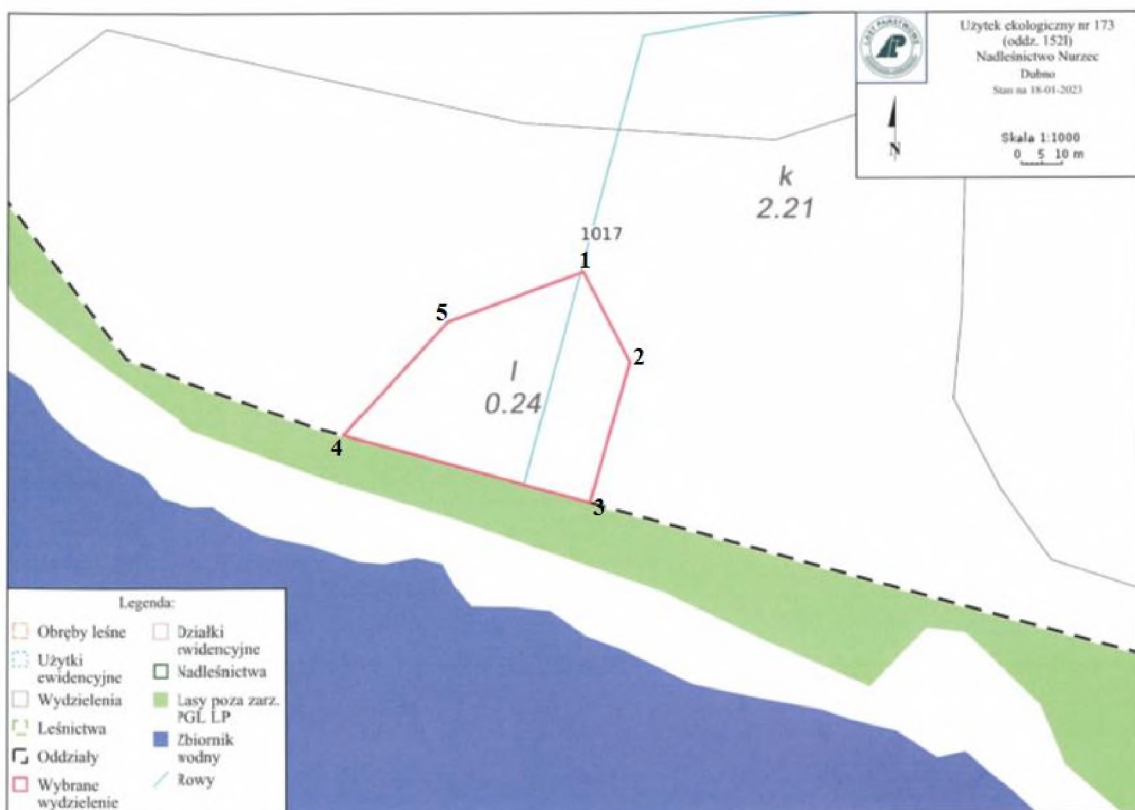 Użytek ekologiczny nr 173
(oddz. 152l)
Nadleśnictwo Nurzec
Dubno
Stan na 18-01-2023
N
Skala 1:1000
0 5 10 m
k
2.21
1017
1
5
2
l
0.24
4
3
Legenda:
Obręby leśne
Użytki
ewidencyjne
Wydzielenia
Leśnictwa
Oddziały
Wybrane
wydzielenie
Działki
ewidencyjne
Nadleśnictwa
Lasy poza zarz.
PGL LP
Zbiornik
wodny
Rowy